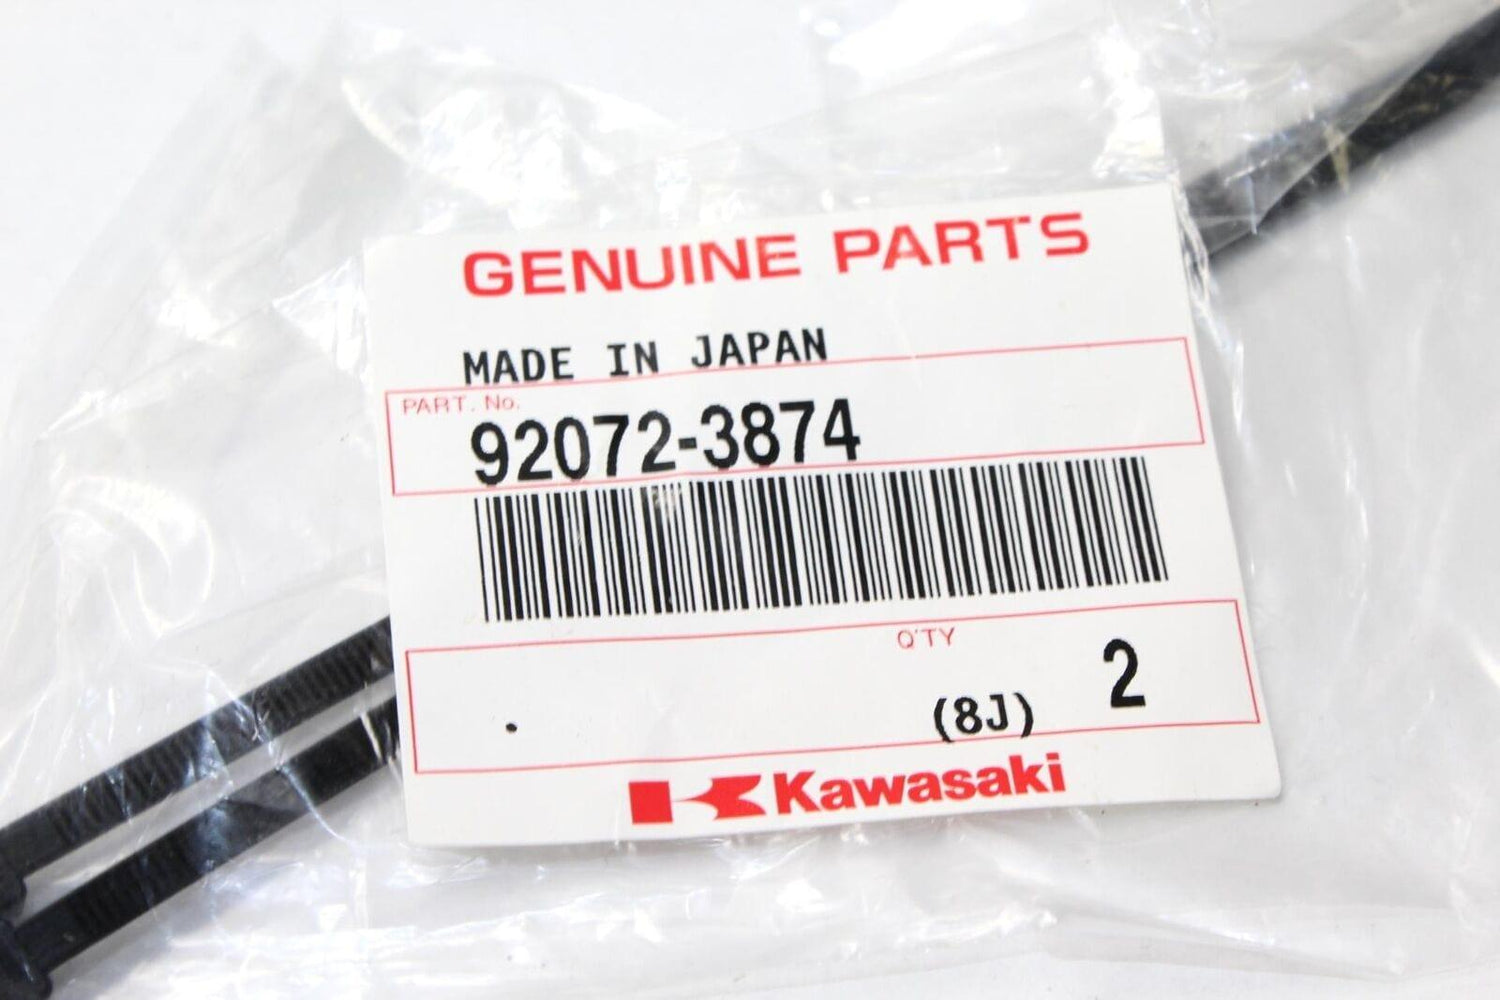 GENUINE PARTS
MADE IN JAPAN
PART. No.
92072-3874
Q'TY
(8J) 2
Kawasaki